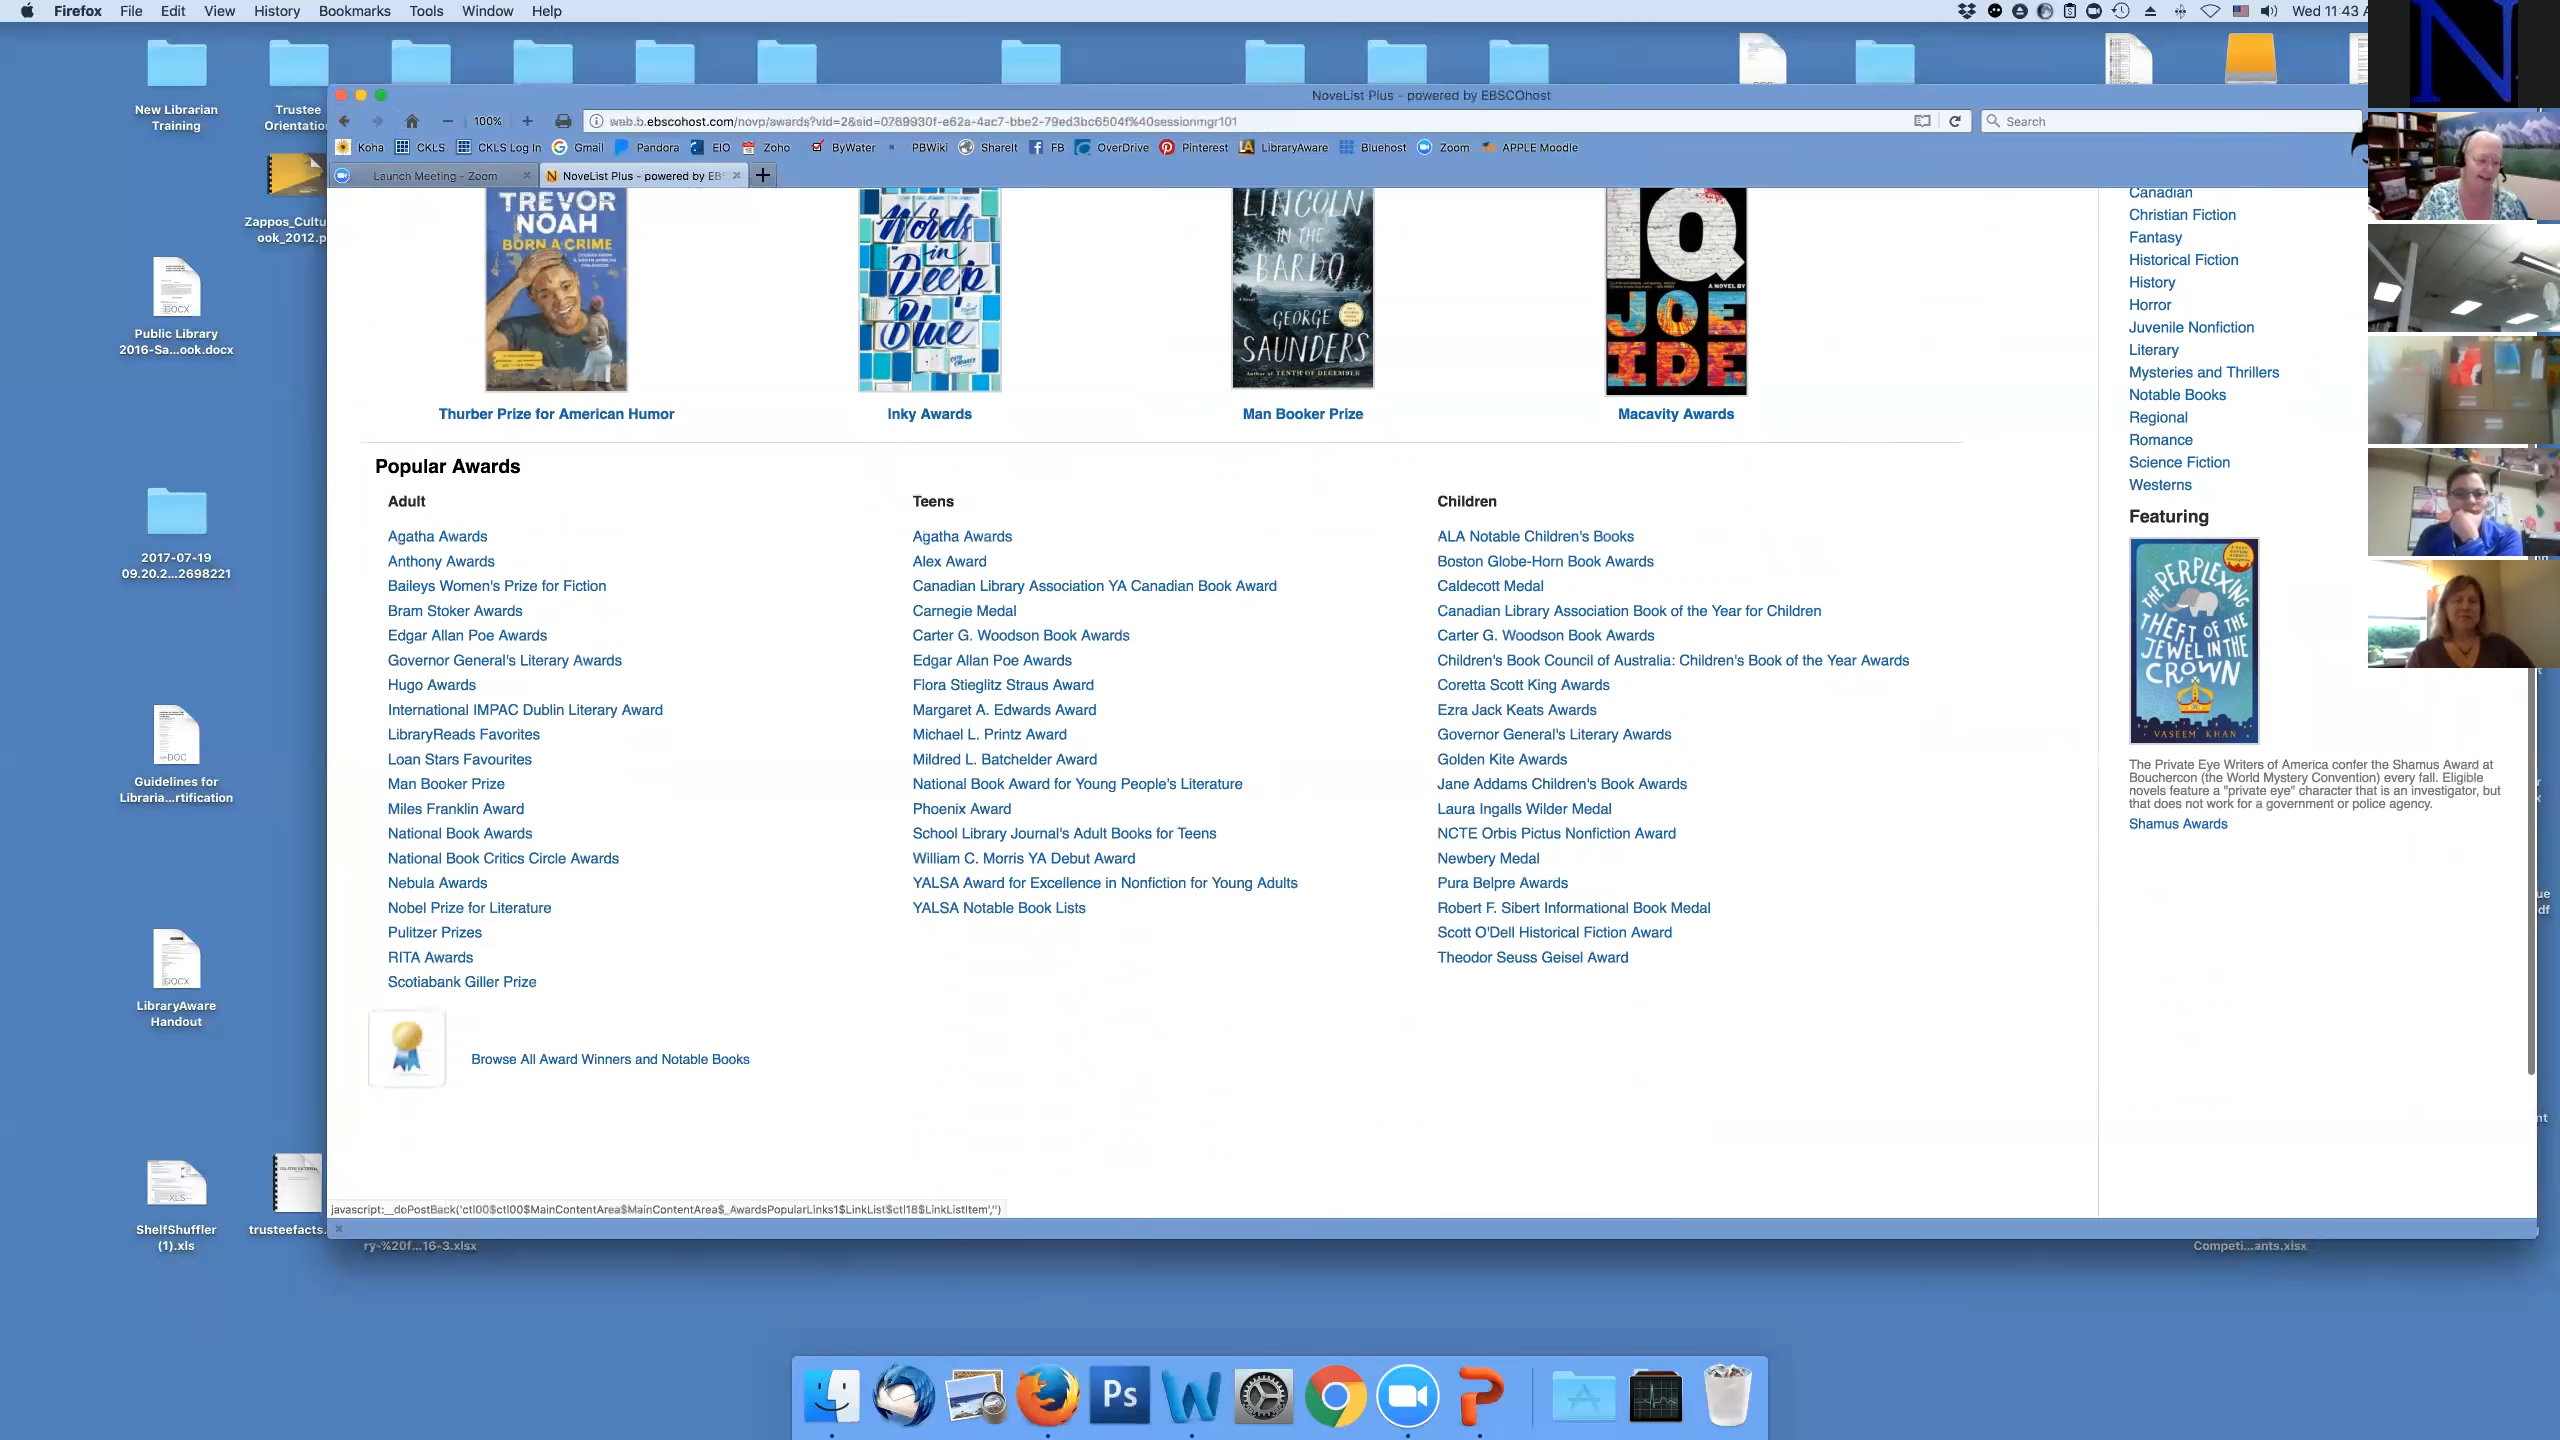 Firefox File Edit View History Bookmarks Tools Window Help
Wed 11:43 A
New Librarian
Training
Trustee
Orientation
Zappos_Cultu
ook_2012.p
Public Library
2016-Sa...ook.docx
2017-07-19
09.20.2...2698221
Guidelines for
Libraria...rtification
LibraryAware
Handout
ShelfShuffler
(1).xls
trusteefacts.
ry-%20f...16-3.xlsx
Competi...ants.xlsx
NoveList Plus - powered by EBSCOhost
100%
web.b.ebscohost.com/novp/awards?vid=2&sid=0769930f-e62a-4ac7-bbe2-79ed3bc6504f%40sessionmgr101
Search
Koha CKLS CKLS Log In Gmail Pandora EIO Zoho ByWater PBWiki ShareIt FB OverDrive Pinterest LibraryAware Bluehost Zoom APPLE Moodle
Launch Meeting - Zoom
NoveList Plus - powered by EBS
TREVOR
NOAH
BORN A CRIME
Words
in
Deep
Blue
LINCOLN
IN THE
BARDO
GEORGE
SAUNDERS
Author of TENTH OF DECEMBER
IQ
A NOVEL BY
JOE
IDE
Thurber Prize for American Humor
Inky Awards
Man Booker Prize
Macavity Awards
Popular Awards
Adult
Agatha Awards
Anthony Awards
Baileys Women's Prize for Fiction
Bram Stoker Awards
Edgar Allan Poe Awards
Governor General's Literary Awards
Hugo Awards
International IMPAC Dublin Literary Award
LibraryReads Favorites
Loan Stars Favourites
Man Booker Prize
Miles Franklin Award
National Book Awards
National Book Critics Circle Awards
Nebula Awards
Nobel Prize for Literature
Pulitzer Prizes
RITA Awards
Scotiabank Giller Prize
Teens
Agatha Awards
Alex Award
Canadian Library Association YA Canadian Book Award
Carnegie Medal
Carter G. Woodson Book Awards
Edgar Allan Poe Awards
Flora Stieglitz Straus Award
Margaret A. Edwards Award
Michael L. Printz Award
Mildred L. Batchelder Award
National Book Award for Young People's Literature
Phoenix Award
School Library Journal's Adult Books for Teens
William C. Morris YA Debut Award
YALSA Award for Excellence in Nonfiction for Young Adults
YALSA Notable Book Lists
Children
ALA Notable Children's Books
Boston Globe-Horn Book Awards
Caldecott Medal
Canadian Library Association Book of the Year for Children
Carter G. Woodson Book Awards
Children's Book Council of Australia: Children's Book of the Year Awards
Coretta Scott King Awards
Ezra Jack Keats Awards
Governor General's Literary Awards
Golden Kite Awards
Jane Addams Children's Book Awards
Laura Ingalls Wilder Medal
NCTE Orbis Pictus Nonfiction Award
Newbery Medal
Pura Belpre Awards
Robert F. Sibert Informational Book Medal
Scott O'Dell Historical Fiction Award
Theodor Seuss Geisel Award
Browse All Award Winners and Notable Books
Canadian
Christian Fiction
Fantasy
Historical Fiction
History
Horror
Juvenile Nonfiction
Literary
Mysteries and Thrillers
Notable Books
Regional
Romance
Science Fiction
Westerns
Featuring
THE
PERPLEXING
THEFT OF THE
JEWEL IN THE
CROWN
VASEEM KHAN
The Private Eye Writers of America confer the Shamus Award at
Bouchercon (the World Mystery Convention) every fall. Eligible
novels feature a "private eye" character that is an investigator, but
that does not work for a government or police agency.
Shamus Awards
javascript:__doPostBack('ctl00$ctl00$MainContentArea$MainContentArea$_AwardsPopularLinks1$LinkList$ctl18$LinkListItem','')
DOCX
DOC
DOCX
XLS
Ps
N